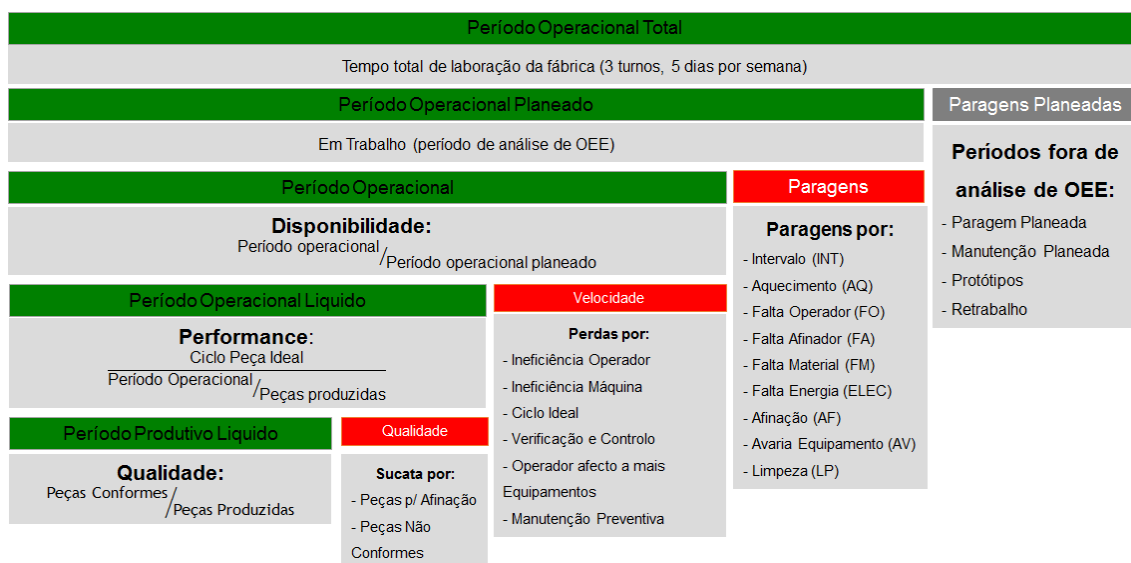 Período Operacional Total
Tempo total de laboração da fábrica (3 turnos, 5 dias por semana)
Período Operacional Planeado
Em Trabalho (período de análise de OEE)
Paragens Planeadas
Períodos fora de
análise de OEE:
- Paragem Planeada
- Manutenção Planeada
- Protótipos
- Retrabalho
Período Operacional
Disponibilidade:
Período operacional
/Período operacional planeado
Paragens
Paragens por:
- Intervalo (INT)
- Aquecimento (AQ)
- Falta Operador (FO)
- Falta Afinador (FA)
- Falta Material (FM)
- Falta Energia (ELEC)
- Afinação (AF)
- Avaria Equipamento (AV)
- Limpeza (LP)
Período Operacional Liquido
Performance:
Ciclo Peça Ideal
Período Operacional
/Peças produzidas
Velocidade
Perdas por:
- Ineficiência Operador
- Ineficiência Máquina
- Ciclo Ideal
- Verificação e Controlo
- Operador afecto a mais
Equipamentos
- Manutenção Preventiva
Período Produtivo Liquido
Qualidade:
Peças Conformes
/Peças Produzidas
Qualidade
Sucata por:
- Peças p/ Afinação
- Peças Não
Conformes